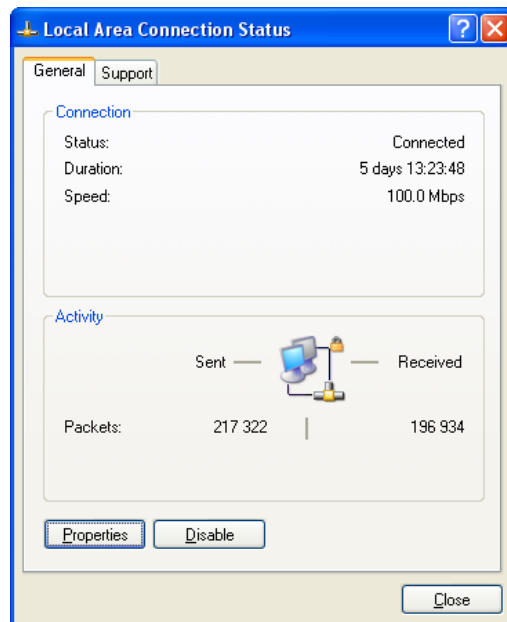 Local Area Connection Status
General Support
Connection
Status: Connected
Duration: 5 days 13:23:48
Speed: 100.0 Mbps
Activity
Sent Received
Packets: 217 322 196 934
Properties Disable
Close